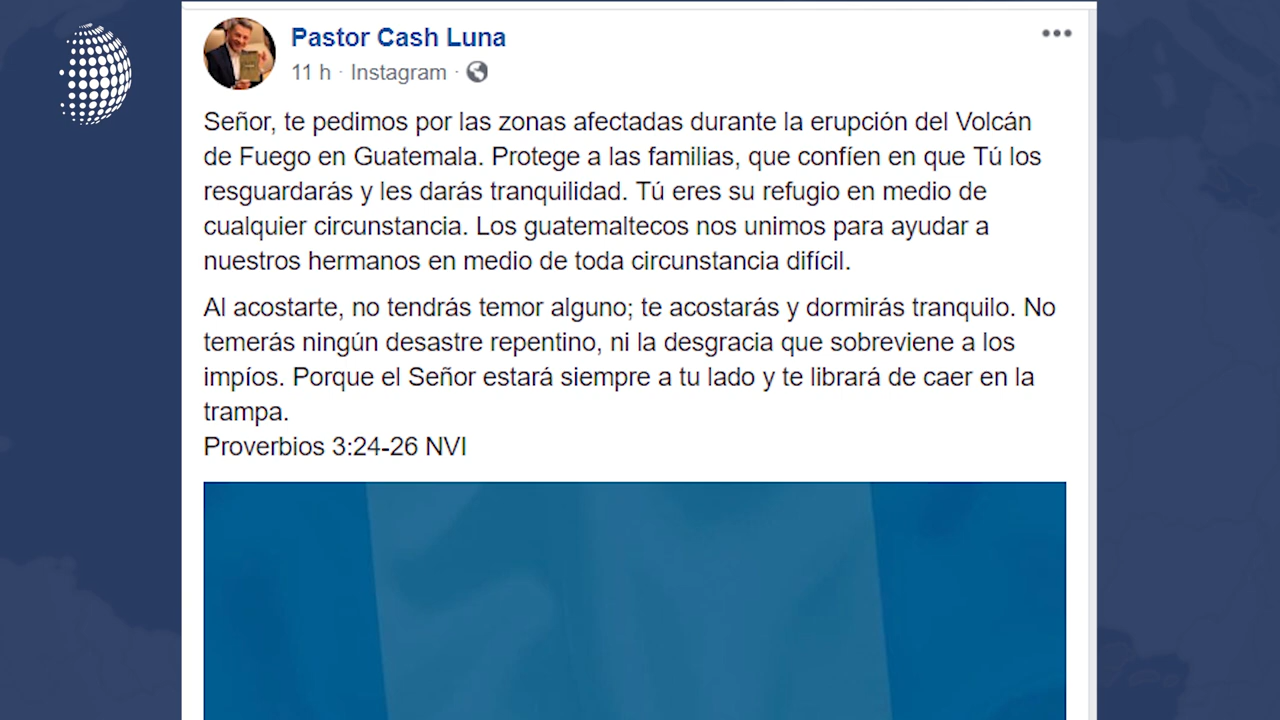 Pastor Cash Luna
11 h · Instagram ·
Señor, te pedimos por las zonas afectadas durante la erupción del Volcán
de Fuego en Guatemala. Protege a las familias, que confíen en que Tú los
resguardarás y les darás tranquilidad. Tú eres su refugio en medio de
cualquier circunstancia. Los guatemaltecos nos unimos para ayudar a
nuestros hermanos en medio de toda circunstancia difícil.
Al acostarte, no tendrás temor alguno; te acostarás y dormirás tranquilo. No
temerás ningún desastre repentino, ni la desgracia que sobreviene a los
impíos. Porque el Señor estará siempre a tu lado y te librará de caer en la
trampa.
Proverbios 3:24-26 NVI